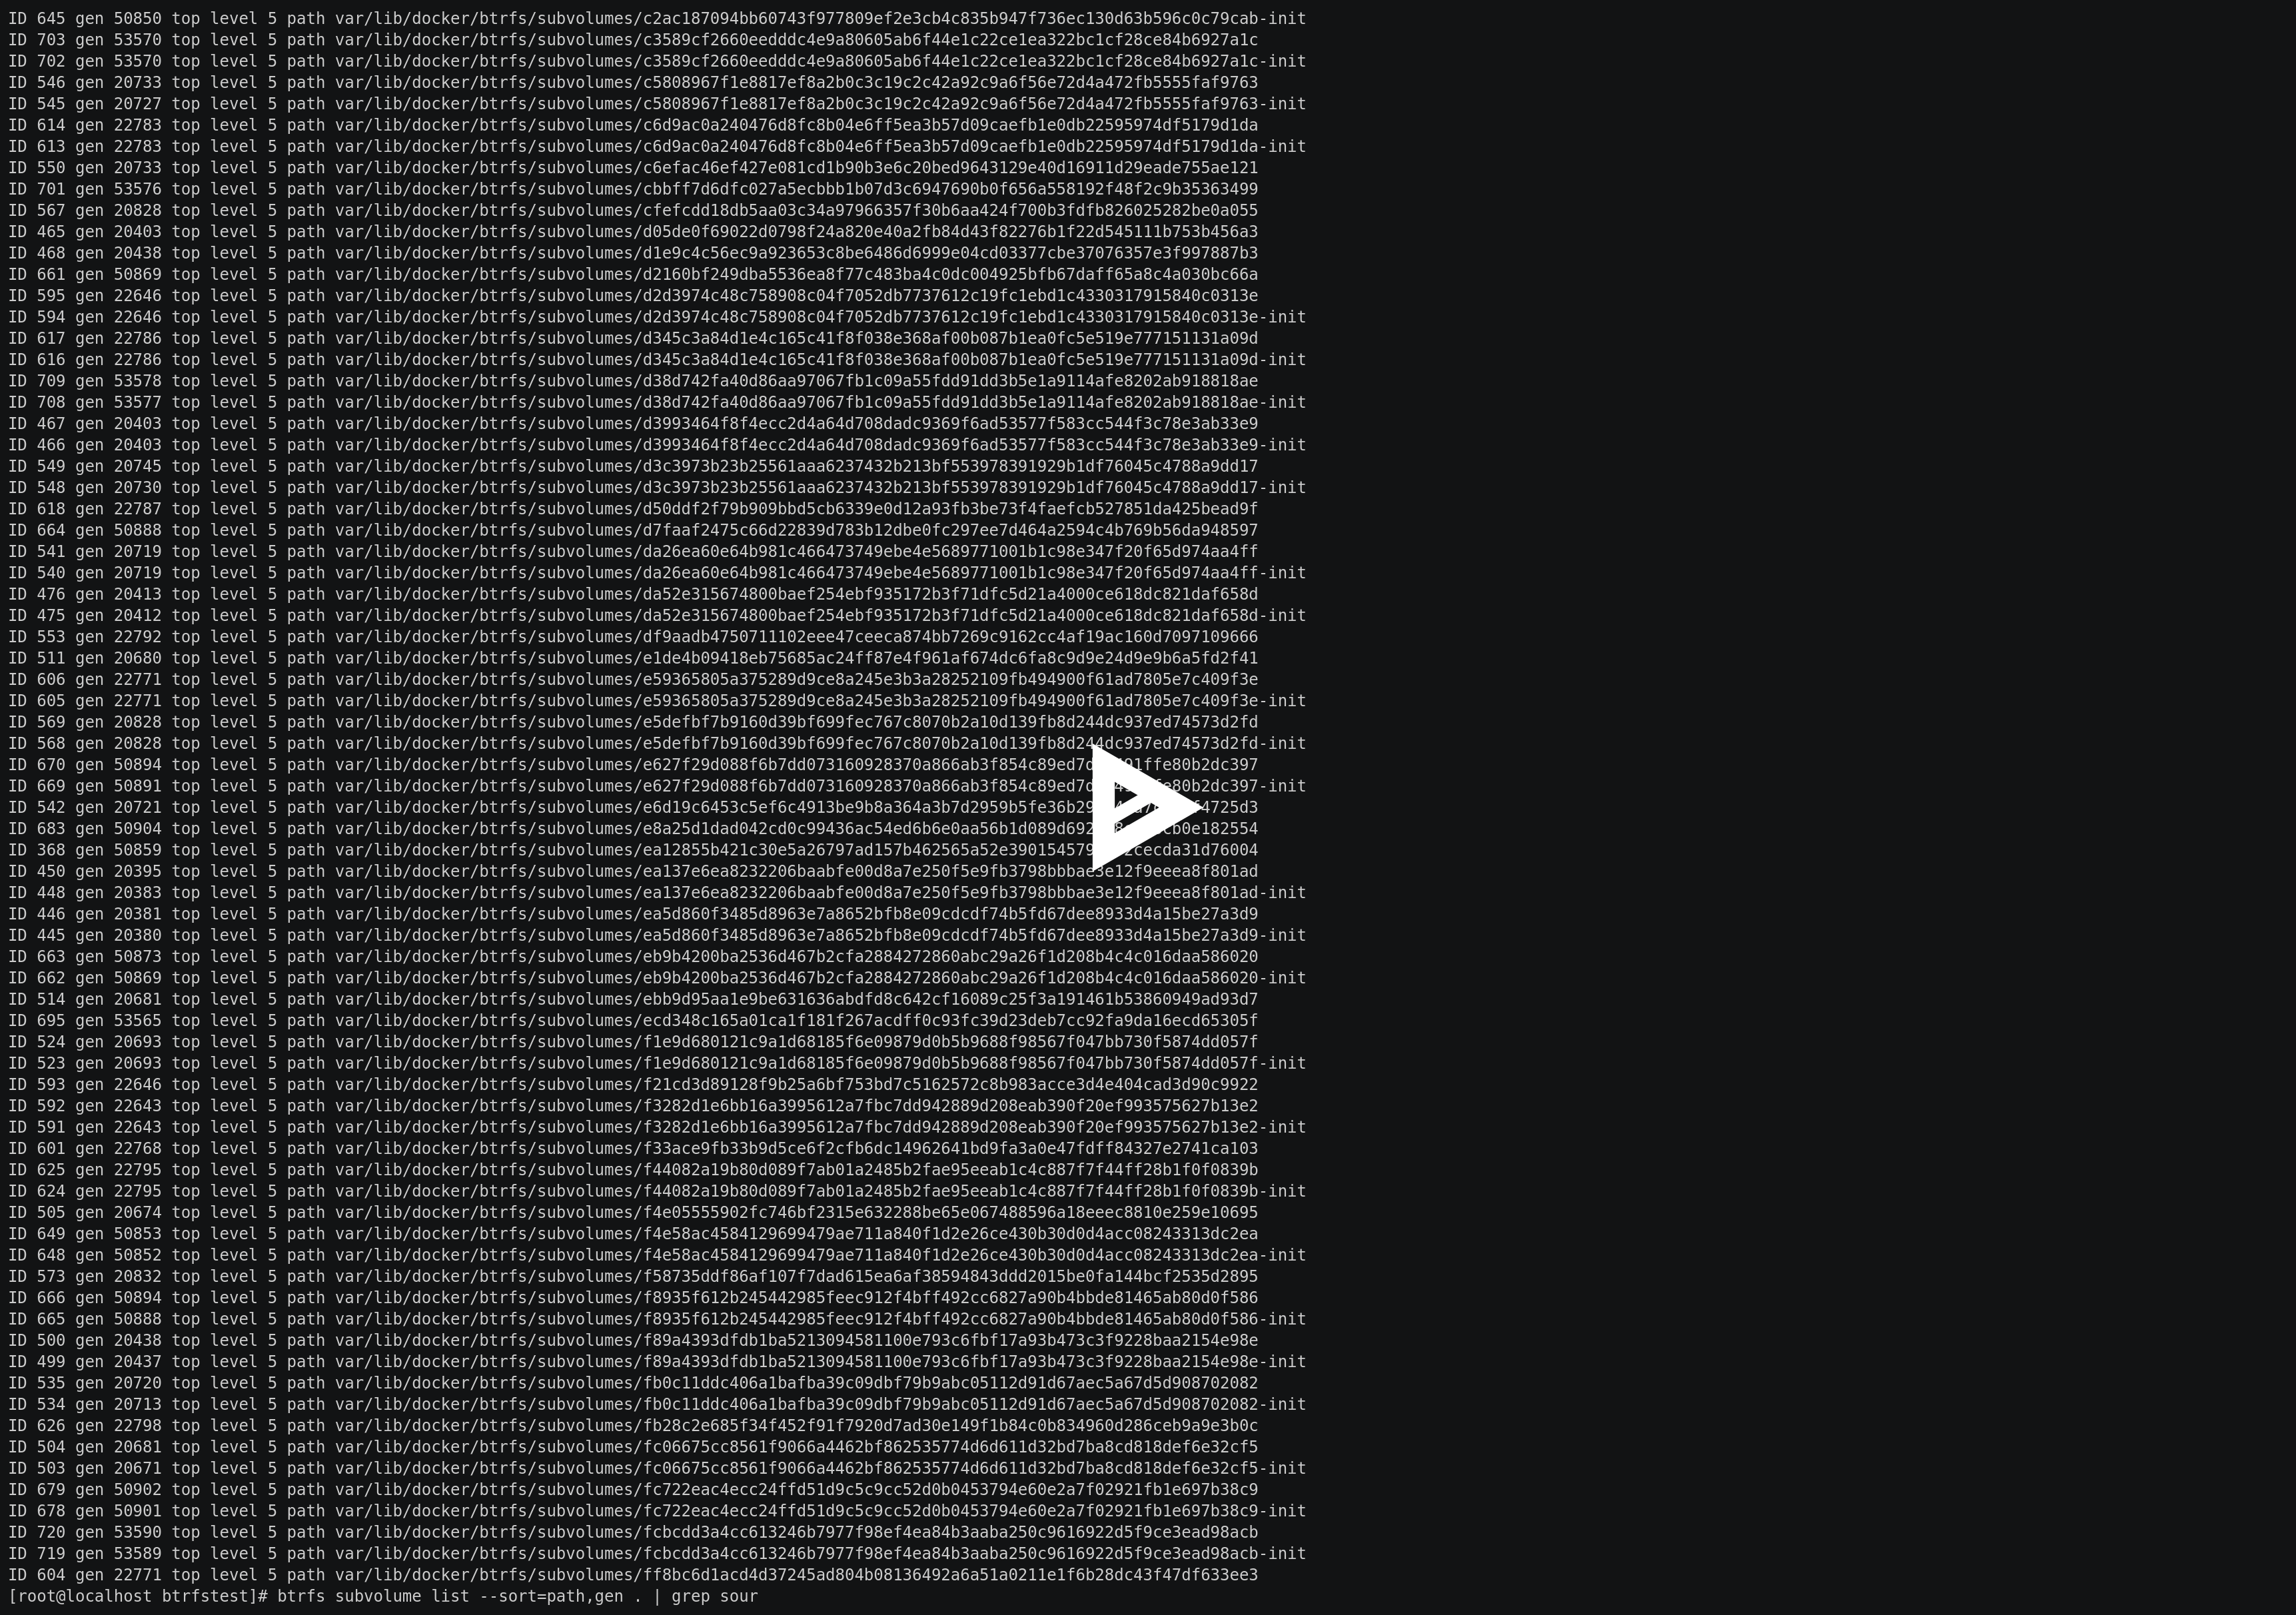 ID 645 gen 50850 top level 5 path var/lib/docker/btrfs/subvolumes/c2ac187094bb60743f977809ef2e3cb4c835b947f736ec130d63b596c0c79cab-init
ID 703 gen 53570 top level 5 path var/lib/docker/btrfs/subvolumes/c3589cf2660eedddc4e9a80605ab6f44e1c22ce1ea322bc1cf28ce84b6927a1c
ID 702 gen 53570 top level 5 path var/lib/docker/btrfs/subvolumes/c3589cf2660eedddc4e9a80605ab6f44e1c22ce1ea322bc1cf28ce84b6927a1c-init
ID 546 gen 20733 top level 5 path var/lib/docker/btrfs/subvolumes/c5808967f1e8817ef8a2b0c3c19c2c42a92c9a6f56e72d4a472fb5555faf9763
ID 545 gen 20727 top level 5 path var/lib/docker/btrfs/subvolumes/c5808967f1e8817ef8a2b0c3c19c2c42a92c9a6f56e72d4a472fb5555faf9763-init
ID 614 gen 22783 top level 5 path var/lib/docker/btrfs/subvolumes/c6d9ac0a240476d8fc8b04e6ff5ea3b57d09caefb1e0db22595974df5179d1da
ID 613 gen 22783 top level 5 path var/lib/docker/btrfs/subvolumes/c6d9ac0a240476d8fc8b04e6ff5ea3b57d09caefb1e0db22595974df5179d1da-init
ID 550 gen 20733 top level 5 path var/lib/docker/btrfs/subvolumes/c6efac46ef427e081cd1b90b3e6c20bed9643129e40d16911d29eade755ae121
ID 701 gen 53576 top level 5 path var/lib/docker/btrfs/subvolumes/cbbff7d6dfc027a5ecbbb1b07d3c6947690b0f656a558192f48f2c9b35363499
ID 567 gen 20828 top level 5 path var/lib/docker/btrfs/subvolumes/cfefcdd18db5aa03c34a97966357f30b6aa424f700b3fdfb826025282be0a055
ID 465 gen 20403 top level 5 path var/lib/docker/btrfs/subvolumes/d05de0f69022d0798f24a820e40a2fb84d43f82276b1f22d545111b753b456a3
ID 468 gen 20438 top level 5 path var/lib/docker/btrfs/subvolumes/d1e9c4c56ec9a923653c8be6486d6999e04cd03377cbe37076357e3f997887b3
ID 661 gen 50869 top level 5 path var/lib/docker/btrfs/subvolumes/d2160bf249dba5536ea8f77c483ba4c0dc004925bfb67daff65a8c4a030bc66a
ID 595 gen 22646 top level 5 path var/lib/docker/btrfs/subvolumes/d2d3974c48c758908c04f7052db7737612c19fc1ebd1c4330317915840c0313e
ID 594 gen 22646 top level 5 path var/lib/docker/btrfs/subvolumes/d2d3974c48c758908c04f7052db7737612c19fc1ebd1c4330317915840c0313e-init
ID 617 gen 22786 top level 5 path var/lib/docker/btrfs/subvolumes/d345c3a84d1e4c165c41f8f038e368af00b087b1ea0fc5e519e777151131a09d
ID 616 gen 22786 top level 5 path var/lib/docker/btrfs/subvolumes/d345c3a84d1e4c165c41f8f038e368af00b087b1ea0fc5e519e777151131a09d-init
ID 709 gen 53578 top level 5 path var/lib/docker/btrfs/subvolumes/d38d742fa40d86aa97067fb1c09a55fdd91dd3b5e1a9114afe8202ab918818ae
ID 708 gen 53577 top level 5 path var/lib/docker/btrfs/subvolumes/d38d742fa40d86aa97067fb1c09a55fdd91dd3b5e1a9114afe8202ab918818ae-init
ID 467 gen 20403 top level 5 path var/lib/docker/btrfs/subvolumes/d3993464f8f4ecc2d4a64d708dadc9369f6ad53577f583cc544f3c78e3ab33e9
ID 466 gen 20403 top level 5 path var/lib/docker/btrfs/subvolumes/d3993464f8f4ecc2d4a64d708dadc9369f6ad53577f583cc544f3c78e3ab33e9-init
ID 549 gen 20745 top level 5 path var/lib/docker/btrfs/subvolumes/d3c3973b23b25561aaa6237432b213bf553978391929b1df76045c4788a9dd17
ID 548 gen 20730 top level 5 path var/lib/docker/btrfs/subvolumes/d3c3973b23b25561aaa6237432b213bf553978391929b1df76045c4788a9dd17-init
ID 618 gen 22787 top level 5 path var/lib/docker/btrfs/subvolumes/d50ddf2f79b909bbd5cb6339e0d12a93fb3be73f4faefcb527851da425bead9f
ID 664 gen 50888 top level 5 path var/lib/docker/btrfs/subvolumes/d7faaf2475c66d22839d783b12dbe0fc297ee7d464a2594c4b769b56da948597
ID 541 gen 20719 top level 5 path var/lib/docker/btrfs/subvolumes/da26ea60e64b981c466473749ebe4e5689771001b1c98e347f20f65d974aa4ff
ID 540 gen 20719 top level 5 path var/lib/docker/btrfs/subvolumes/da26ea60e64b981c466473749ebe4e5689771001b1c98e347f20f65d974aa4ff-init
ID 476 gen 20413 top level 5 path var/lib/docker/btrfs/subvolumes/da52e315674800baef254ebf935172b3f71dfc5d21a4000ce618dc821daf658d
ID 475 gen 20412 top level 5 path var/lib/docker/btrfs/subvolumes/da52e315674800baef254ebf935172b3f71dfc5d21a4000ce618dc821daf658d-init
ID 553 gen 22792 top level 5 path var/lib/docker/btrfs/subvolumes/df9aadb4750711102eee47ceeca874bb7269c9162cc4af19ac160d7097109666
ID 511 gen 20680 top level 5 path var/lib/docker/btrfs/subvolumes/e1de4b09418eb75685ac24ff87e4f961af674dc6fa8c9d9e24d9e9b6a5fd2f41
ID 606 gen 22771 top level 5 path var/lib/docker/btrfs/subvolumes/e59365805a375289d9ce8a245e3b3a28252109fb494900f61ad7805e7c409f3e
ID 605 gen 22771 top level 5 path var/lib/docker/btrfs/subvolumes/e59365805a375289d9ce8a245e3b3a28252109fb494900f61ad7805e7c409f3e-init
ID 569 gen 20828 top level 5 path var/lib/docker/btrfs/subvolumes/e5defbf7b9160d39bf699fec767c8070b2a10d139fb8d244dc937ed74573d2fd
ID 568 gen 20828 top level 5 path var/lib/docker/btrfs/subvolumes/e5defbf7b9160d39bf699fec767c8070b2a10d139fb8d244dc937ed74573d2fd-init
ID 670 gen 50894 top level 5 path
ID 669 gen 50891 top level 5 path
ID 542 gen 20721 top level 5 path
ID 683 gen 50904 top level 5 path
ID 368 gen 50859 top level 5 path
ID 450 gen 20395 top level 5 path var/lib/docker/btrfs/subvolumes/ea137e6ea8232206baabfe00d8a7e250f5e9fb3798bbbae3e12f9eeea8f801ad
ID 448 gen 20383 top level 5 path var/lib/docker/btrfs/subvolumes/ea137e6ea8232206baabfe00d8a7e250f5e9fb3798bbbae3e12f9eeea8f801ad-init
ID 446 gen 20381 top level 5 path var/lib/docker/btrfs/subvolumes/ea5d860f3485d8963e7a8652bfb8e09cdcdf74b5fd67dee8933d4a15be27a3d9
ID 445 gen 20380 top level 5 path var/lib/docker/btrfs/subvolumes/ea5d860f3485d8963e7a8652bfb8e09cdcdf74b5fd67dee8933d4a15be27a3d9-init
ID 663 gen 50873 top level 5 path var/lib/docker/btrfs/subvolumes/eb9b4200ba2536d467b2cfa2884272860abc29a26f1d208b4c4c016daa586020
ID 662 gen 50869 top level 5 path var/lib/docker/btrfs/subvolumes/eb9b4200ba2536d467b2cfa2884272860abc29a26f1d208b4c4c016daa586020-init
ID 514 gen 20681 top level 5 path var/lib/docker/btrfs/subvolumes/ebb9d95aa1e9be631636abdfd8c642cf16089c25f3a191461b53860949ad93d7
ID 695 gen 53565 top level 5 path var/lib/docker/btrfs/subvolumes/ecd348c165a01ca1f181f267acdff0c93fc39d23deb7cc92fa9da16ecd65305f
ID 524 gen 20693 top level 5 path var/lib/docker/btrfs/subvolumes/f1e9d680121c9a1d68185f6e09879d0b5b9688f98567f047bb730f5874dd057f
ID 523 gen 20693 top level 5 path var/lib/docker/btrfs/subvolumes/f1e9d680121c9a1d68185f6e09879d0b5b9688f98567f047bb730f5874dd057f-init
ID 593 gen 22646 top level 5 path var/lib/docker/btrfs/subvolumes/f21cd3d89128f9b25a6bf753bd7c5162572c8b983acce3d4e404cad3d90c9922
ID 592 gen 22643 top level 5 path var/lib/docker/btrfs/subvolumes/f3282d1e6bb16a3995612a7fbc7dd942889d208eab390f20ef993575627b13e2
ID 591 gen 22643 top level 5 path var/lib/docker/btrfs/subvolumes/f3282d1e6bb16a3995612a7fbc7dd942889d208eab390f20ef993575627b13e2-init
ID 601 gen 22768 top level 5 path var/lib/docker/btrfs/subvolumes/f33ace9fb33b9d5ce6f2cfb6dc14962641bd9fa3a0e47fdff84327e2741ca103
ID 625 gen 22795 top level 5 path var/lib/docker/btrfs/subvolumes/f44082a19b80d089f7ab01a2485b2fae95eeab1c4c887f7f44ff28b1f0f0839b
ID 624 gen 22795 top level 5 path var/lib/docker/btrfs/subvolumes/f44082a19b80d089f7ab01a2485b2fae95eeab1c4c887f7f44ff28b1f0f0839b-init
ID 505 gen 20674 top level 5 path var/lib/docker/btrfs/subvolumes/f4e05555902fc746bf2315e632288be65e067488596a18eeec8810e259e10695
ID 649 gen 50853 top level 5 path var/lib/docker/btrfs/subvolumes/f4e58ac4584129699479ae711a840f1d2e26ce430b30d0d4acc08243313dc2ea
ID 648 gen 50852 top level 5 path var/lib/docker/btrfs/subvolumes/f4e58ac4584129699479ae711a840f1d2e26ce430b30d0d4acc08243313dc2ea-init
ID 573 gen 20832 top level 5 path var/lib/docker/btrfs/subvolumes/f58735ddf86af107f7dad615ea6af38594843ddd2015be0fa144bcf2535d2895
ID 666 gen 50894 top level 5 path var/lib/docker/btrfs/subvolumes/f8935f612b245442985feec912f4bff492cc6827a90b4bbde81465ab80d0f586
ID 665 gen 50888 top level 5 path var/lib/docker/btrfs/subvolumes/f8935f612b245442985feec912f4bff492cc6827a90b4bbde81465ab80d0f586-init
ID 500 gen 20438 top level 5 path var/lib/docker/btrfs/subvolumes/f89a4393dfdb1ba5213094581100e793c6fbf17a93b473c3f9228baa2154e98e
ID 499 gen 20437 top level 5 path var/lib/docker/btrfs/subvolumes/f89a4393dfdb1ba5213094581100e793c6fbf17a93b473c3f9228baa2154e98e-init
ID 535 gen 20720 top level 5 path var/lib/docker/btrfs/subvolumes/fb0c11ddc406a1bafba39c09dbf79b9abc05112d91d67aec5a67d5d908702082
ID 534 gen 20713 top level 5 path var/lib/docker/btrfs/subvolumes/fb0c11ddc406a1bafba39c09dbf79b9abc05112d91d67aec5a67d5d908702082-init
ID 626 gen 22798 top level 5 path var/lib/docker/btrfs/subvolumes/fb28c2e685f34f452f91f7920d7ad30e149f1b84c0b834960d286ceb9a9e3b0c
ID 504 gen 20681 top level 5 path var/lib/docker/btrfs/subvolumes/fc06675cc8561f9066a4462bf862535774d6d611d32bd7ba8cd818def6e32cf5
ID 503 gen 20671 top level 5 path var/lib/docker/btrfs/subvolumes/fc06675cc8561f9066a4462bf862535774d6d611d32bd7ba8cd818def6e32cf5-init
ID 679 gen 50902 top level 5 path var/lib/docker/btrfs/subvolumes/fc722eac4ecc24ffd51d9c5c9cc52d0b0453794e60e2a7f02921fb1e697b38c9
ID 678 gen 50901 top level 5 path var/lib/docker/btrfs/subvolumes/fc722eac4ecc24ffd51d9c5c9cc52d0b0453794e60e2a7f02921fb1e697b38c9-init
ID 720 gen 53590 top level 5 path var/lib/docker/btrfs/subvolumes/fcbcdd3a4cc613246b7977f98ef4ea84b3aaba250c9616922d5f9ce3ead98acb
ID 719 gen 53589 top level 5 path var/lib/docker/btrfs/subvolumes/fcbcdd3a4cc613246b7977f98ef4ea84b3aaba250c9616922d5f9ce3ead98acb-init
ID 604 gen 22771 top level 5 path var/lib/docker/btrfs/subvolumes/ff8bc6d1acd4d37245ad804b08136492a6a51a0211e1f6b28dc43f47df633ee3
[root@localhost btrfstest]# btrfs subvolume list --sort=path,gen . | grep sour